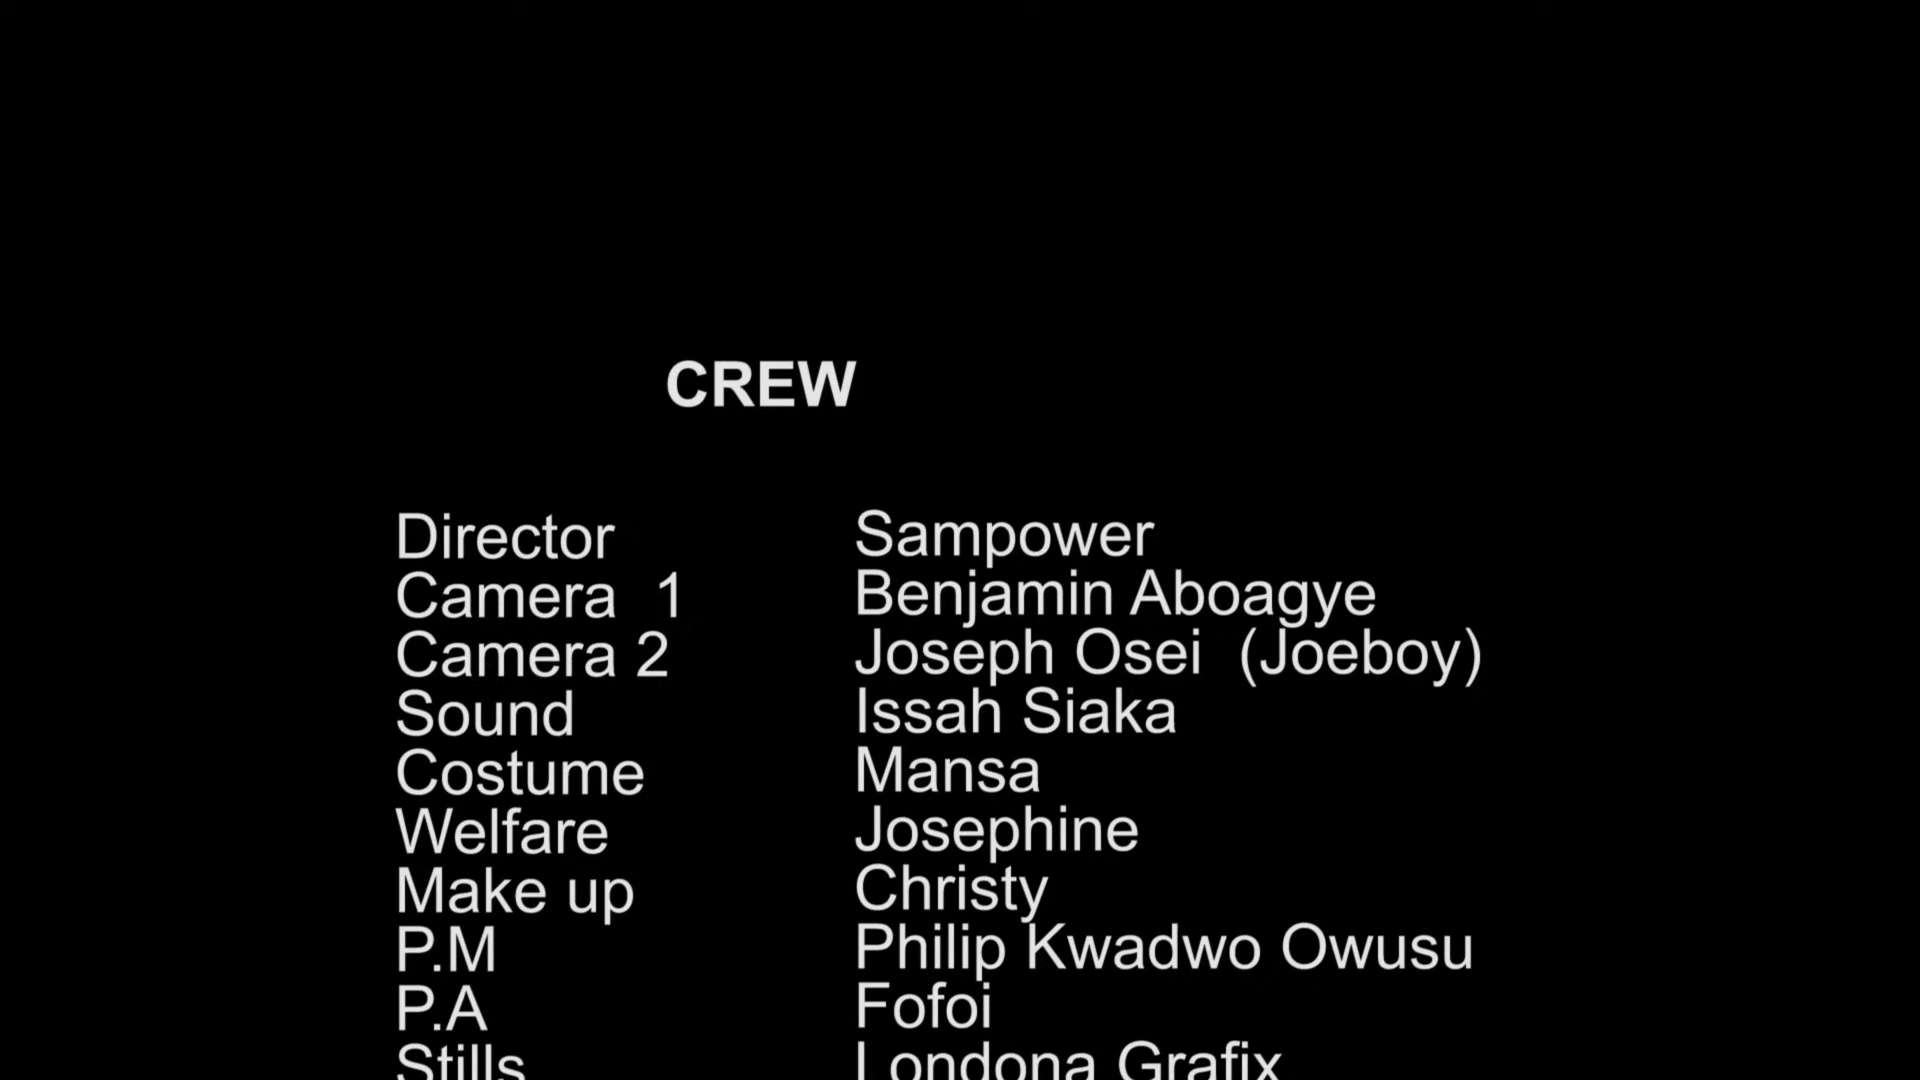 CREW
Director Sampower
Camera 1 Benjamin Aboagye
Camera 2 Joseph Osei (Joeboy)
Sound Issah Siaka
Costume Mansa
Welfare Josephine
Make up Christy
P.M Philip Kwadwo Owusu
P.A Fofoi
Stills Londona Grafix